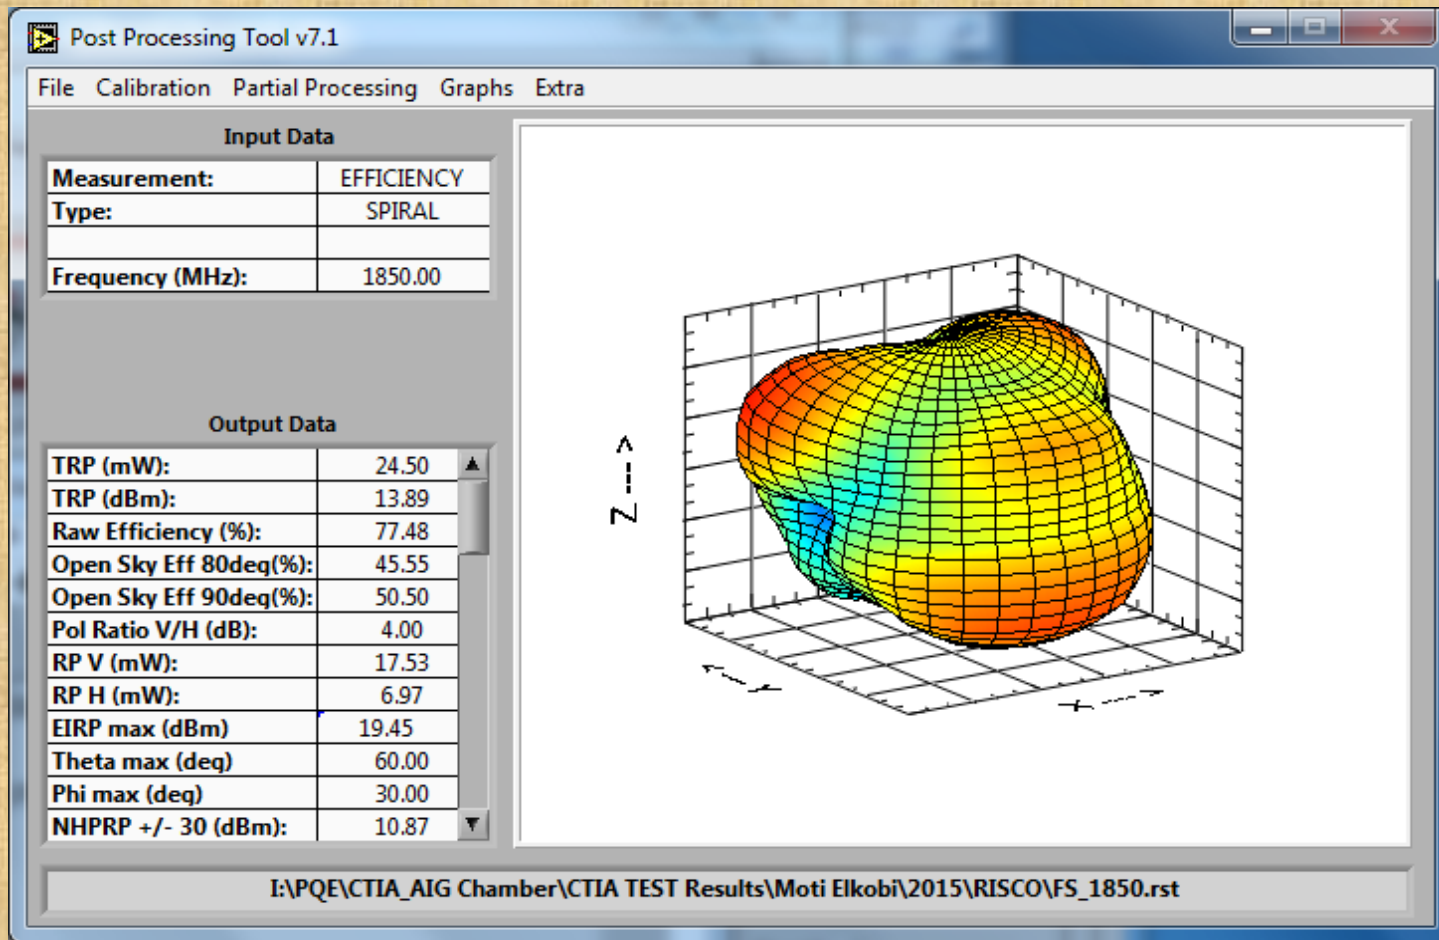 Post Processing Tool v7.1
File Calibration Partial Processing Graphs Extra
Input Data
Measurement: EFFICIENCY
Type: SPIRAL
Frequency (MHz): 1850.00
Output Data
TRP (mW): 24.50
TRP (dBm): 13.89
Raw Efficiency (%): 77.48
Open Sky Eff 80deg(%): 45.55
Open Sky Eff 90deg(%): 50.50
Pol Ratio V/H (dB): 4.00
RP V (mW): 17.53
RP H (mW): 6.97
EIRP max (dBm) 19.45
Theta max (deg) 60.00
Phi max (deg) 30.00
NHPRP +/- 30 (dBm): 10.87
Z --->
<--- Y
X --->
I:\PQE\CTIA_AIG Chamber\CTIA TEST Results\Moti Elkobi\2015\RISCO\FS_1850.rst